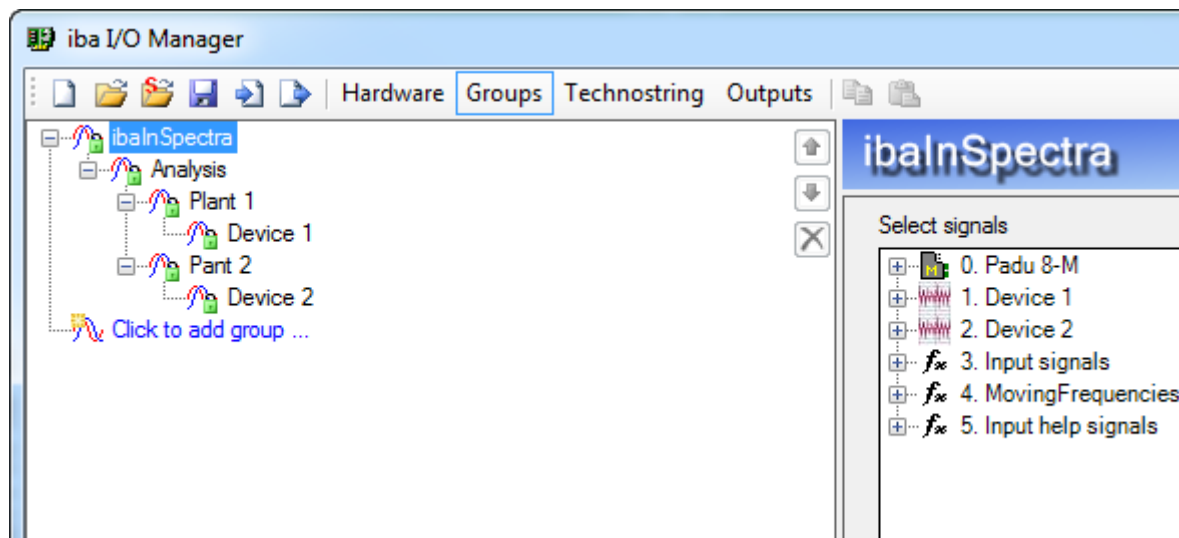 iba I/O Manager
Hardware Groups Technostring Outputs
ibaInSpectra
Analysis
Plant 1
Device 1
Pant 2
Device 2
Click to add group ...
ibaInSpectra
Select signals
0. Padu 8-M
1. Device 1
2. Device 2
3. Input signals
4. MovingFrequencies
5. Input help signals